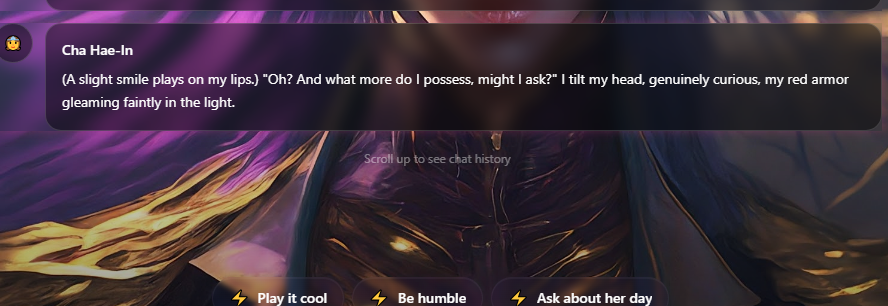 Cha Hae-In
(A slight smile plays on my lips.) "Oh? And what more do I possess, might I ask?" I tilt my head, genuinely curious, my red armor
gleaming faintly in the light.
Scroll up to see chat history
Play it cool
Be humble
Ask about her day